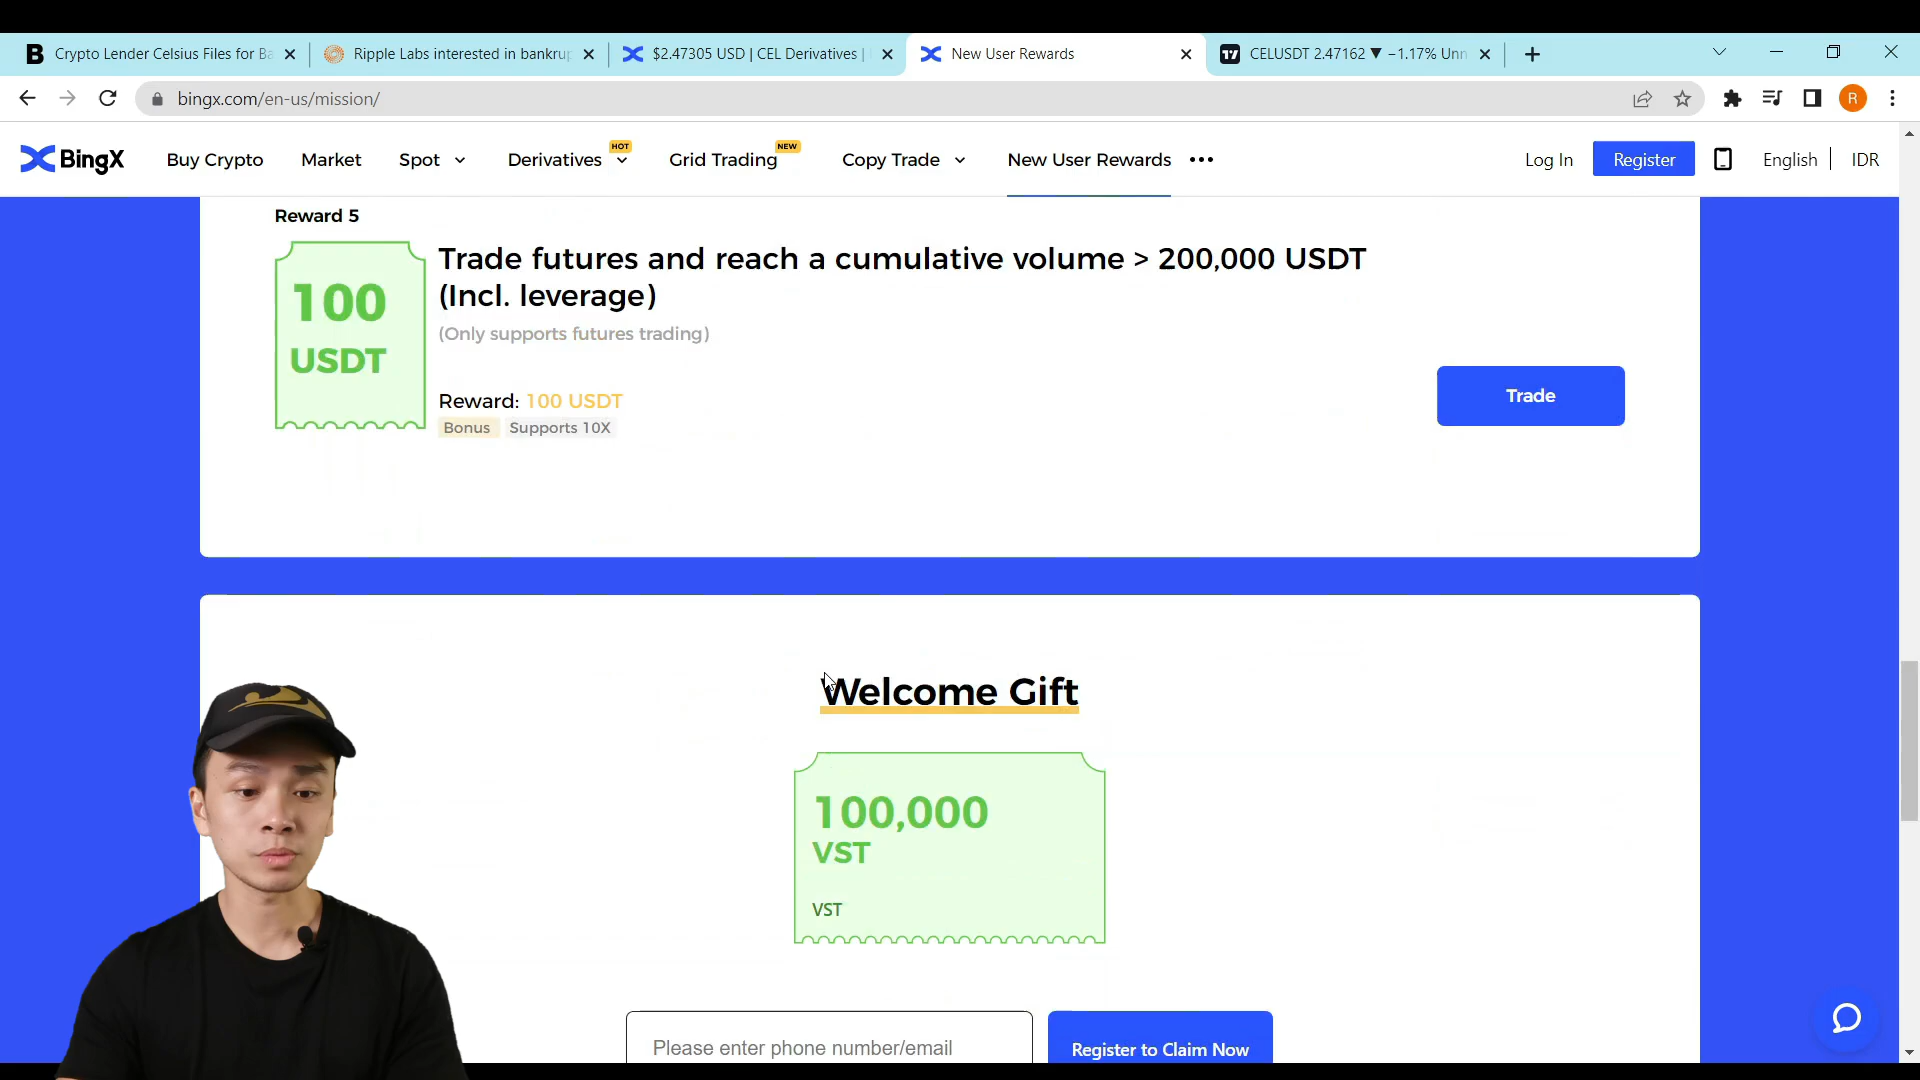 B Crypto Lender Celsius Files for Ba
Ripple Labs interested in bankrup
$2.47305 USD | CEL Derivatives |
New User Rewards
CELUSDT 2.47162 ▼ −1.17% Unn
bingx.com/en-us/mission/
R
BingX
Buy Crypto
Market
Spot
Derivatives
HOT
Grid Trading
NEW
Copy Trade
New User Rewards
Log In
Register
English
IDR
Reward 5
100
USDT
Trade futures and reach a cumulative volume > 200,000 USDT
(Incl. leverage)
(Only supports futures trading)
Reward: 100 USDT
Bonus Supports 10X
Trade
Welcome Gift
100,000
VST
VST
Please enter phone number/email
Register to Claim Now